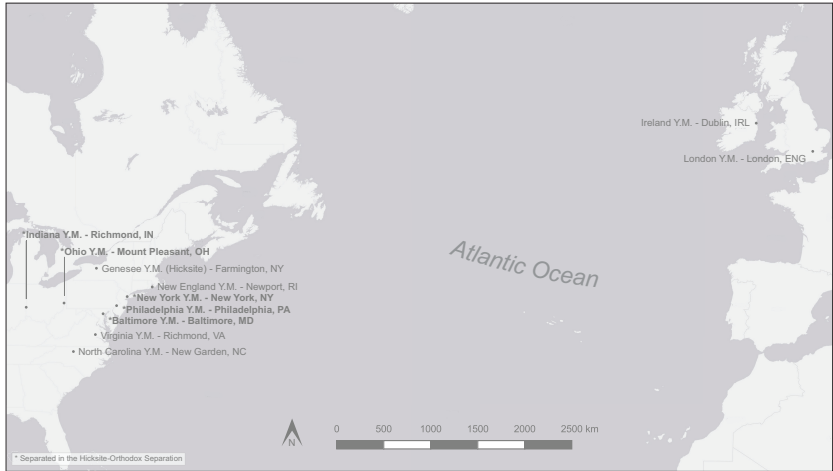 Ireland Y.M. - Dublin, IRL
London Y.M. - London, ENG
*Indiana Y.M. - Richmond, IN
*Ohio Y.M. - Mount Pleasant, OH
Genesee Y.M. (Hicksite) - Farmington, NY
New England Y.M. - Newport, RI
*New York Y.M. - New York, NY
*Philadelphia Y.M. - Philadelphia, PA
*Baltimore Y.M. - Baltimore, MD
Virginia Y.M. - Richmond, VA
North Carolina Y.M. - New Garden, NC
Atlantic Ocean
N
0 500 1000 1500 2000 2500 km
* Separated in the Hicksite-Orthodox Separation